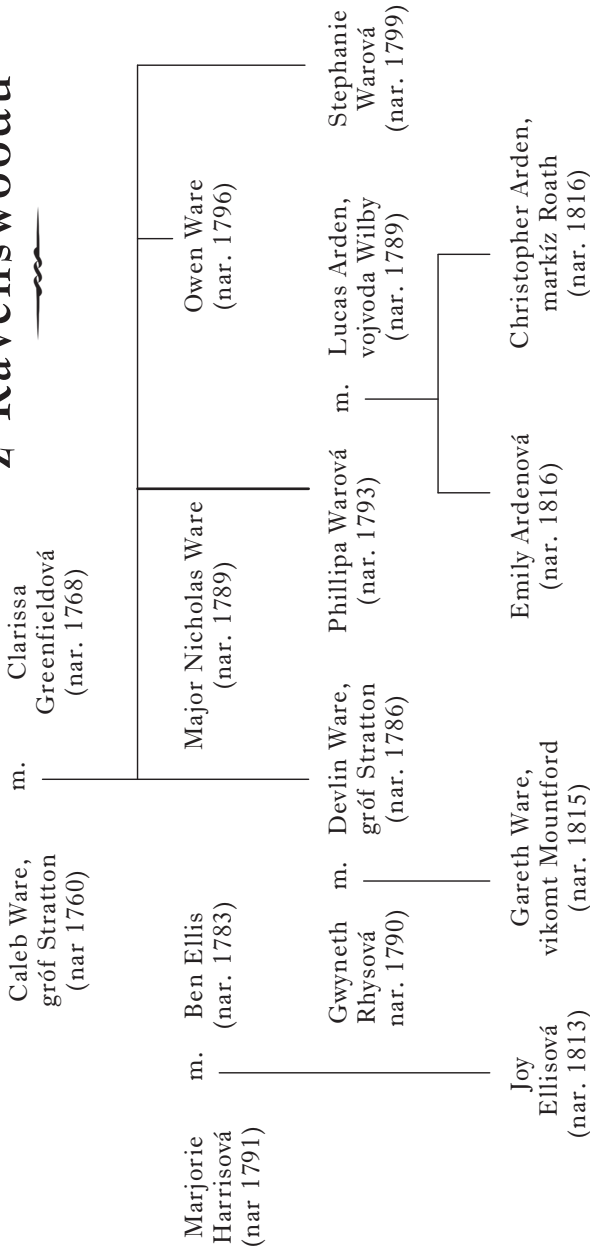 z Ravenswoodu
Caleb Ware,
gróf Stratton
(nar 1760)
m.
Clarissa
Greenfieldová
(nar. 1768)
Marjorie
Harrisová
(nar 1791)
m.
Ben Ellis
(nar. 1783)
Major Nicholas Ware
(nar. 1789)
Owen Ware
(nar. 1796)
Gwyneth
Rhysová
nar. 1790)
m.
Devlin Ware,
gróf Stratton
(nar. 1786)
Phillipa Warová
(nar. 1793)
m.
Lucas Arden,
vojvoda Wilby
(nar. 1789)
Stephanie
Warová
(nar. 1799)
Joy
Ellisová
(nar. 1813)
Gareth Ware,
vikomt Mountford
(nar. 1815)
Emily Ardenová
(nar. 1816)
Christopher Arden,
markíz Roath
(nar. 1816)